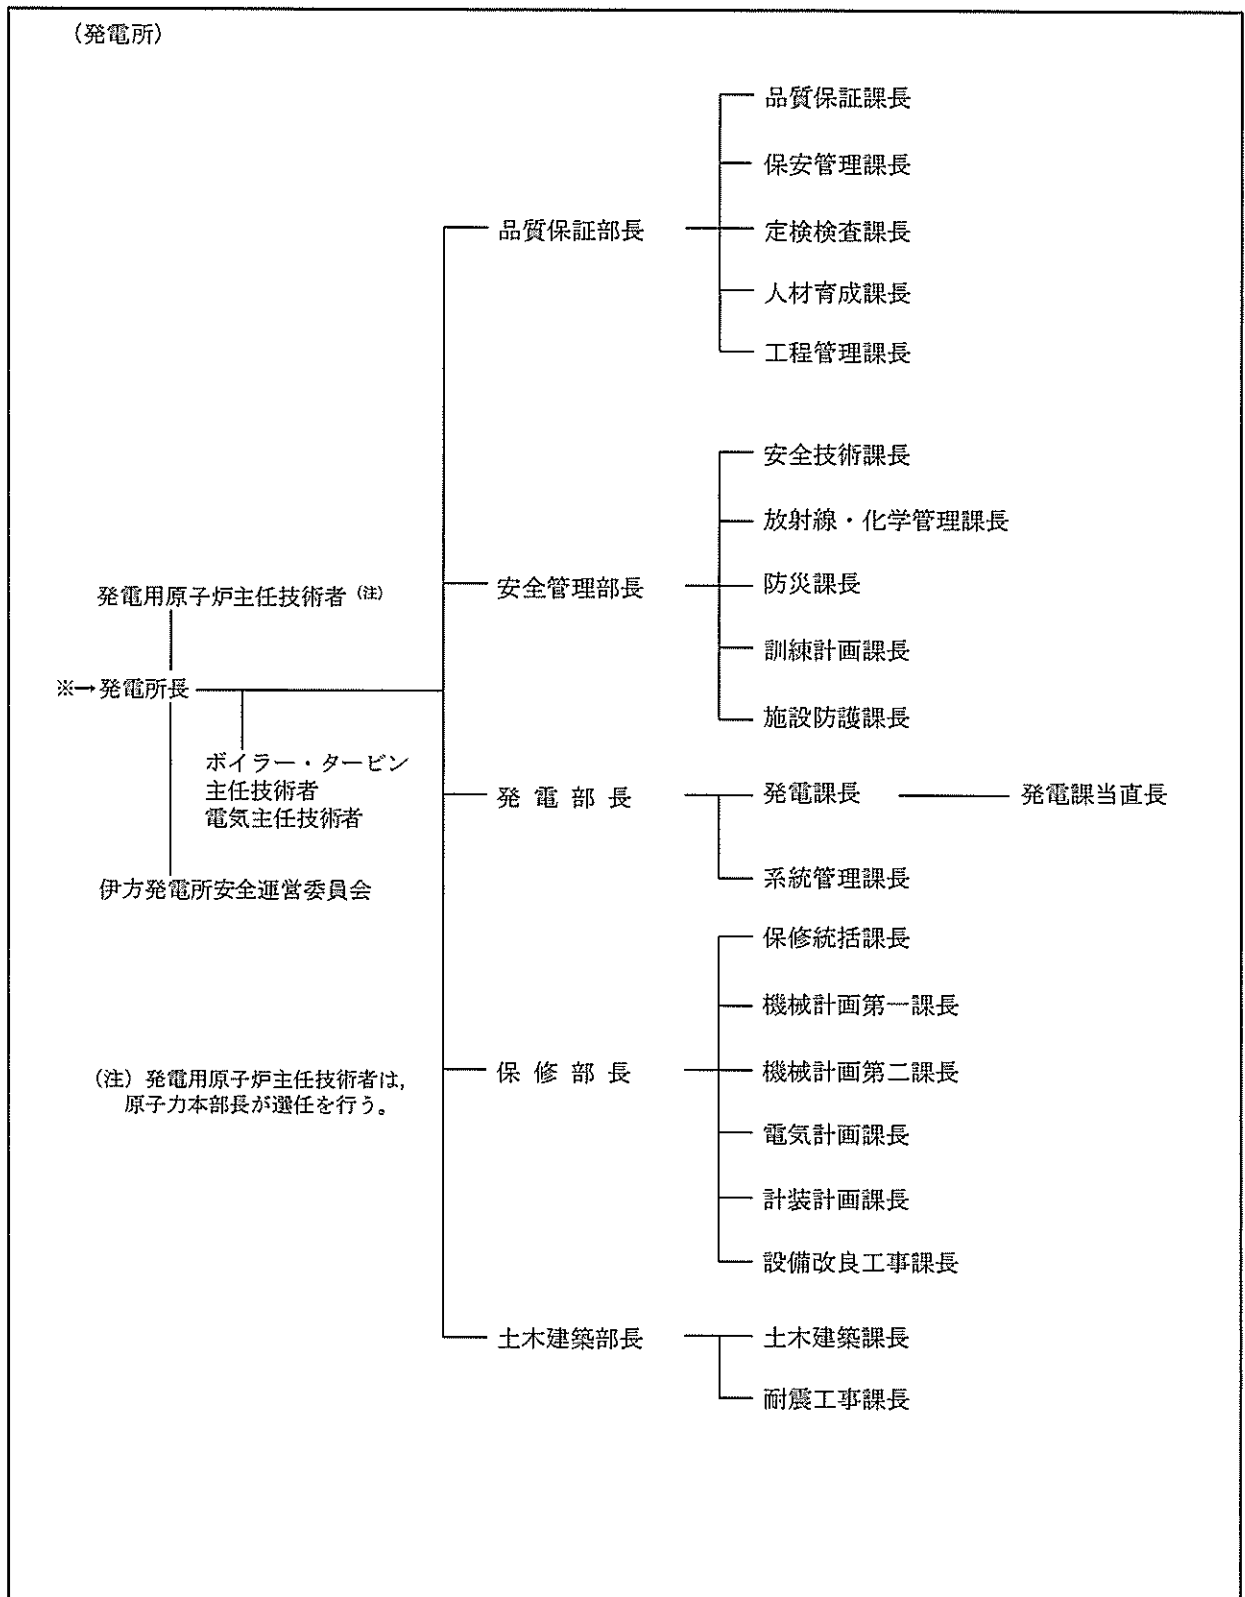 （発電所）
品質保証課長
保安管理課長
品質保証部長
定検検査課長
人材育成課長
工程管理課長
安全技術課長
放射線・化学管理課長
発電用原子炉主任技術者（注）
安全管理部長
防災課長
訓練計画課長
※→発電所長
施設防護課長
ボイラー・タービン
主任技術者
電気主任技術者
発電部長
発電課長
発電課当直長
伊方発電所安全運営委員会
系統管理課長
保修統括課長
機械計画第一課長
（注）発電用原子炉主任技術者は，
原子力本部長が選任を行う。
保修部長
機械計画第二課長
電気計画課長
計装計画課長
設備改良工事課長
土木建築部長
土木建築課長
耐震工事課長